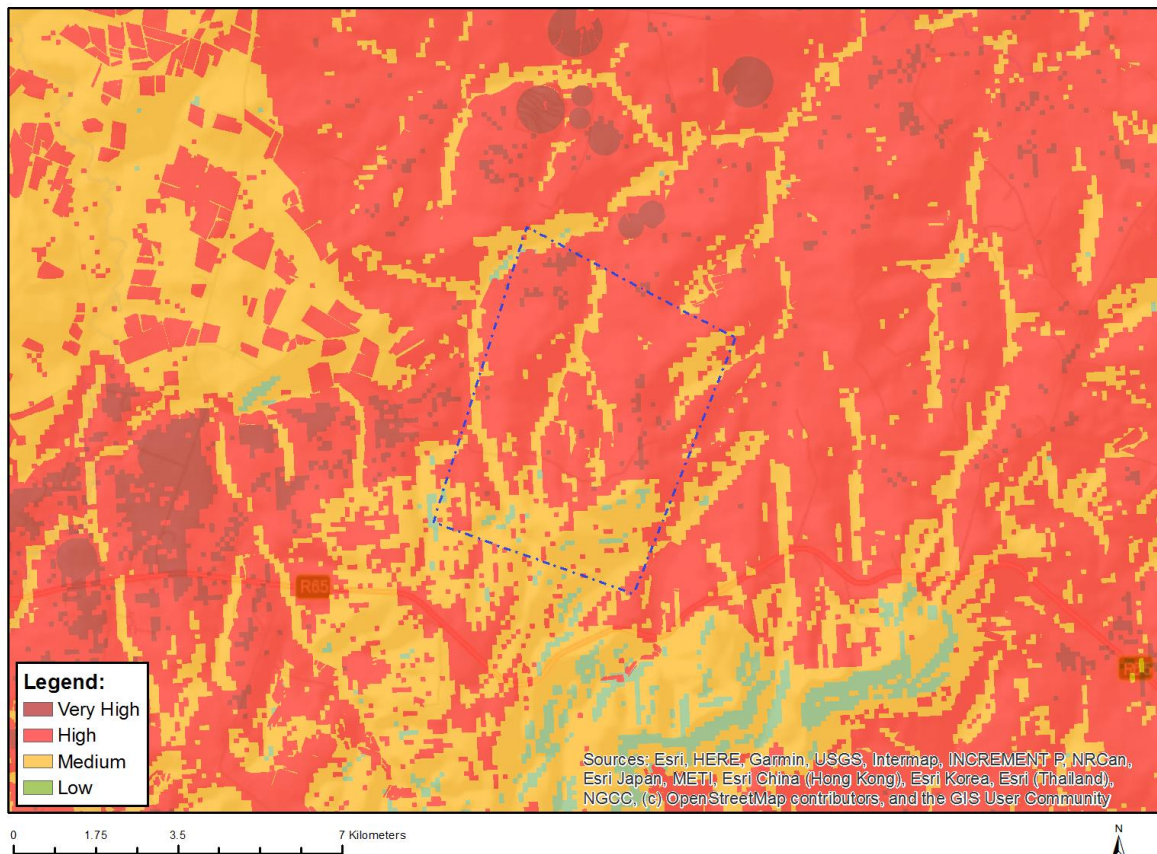 R65
Legend:
Very High
High
Medium
Low
Sources: Esri, HERE, Garmin, USGS, Intermap, INCREMENT P, NRCan,
Esri Japan, METI, Esri China (Hong Kong), Esri Korea, Esri (Thailand),
NGCC, (c) OpenStreetMap contributors, and the GIS User Community
0 1.75 3.5 7 Kilometers
N